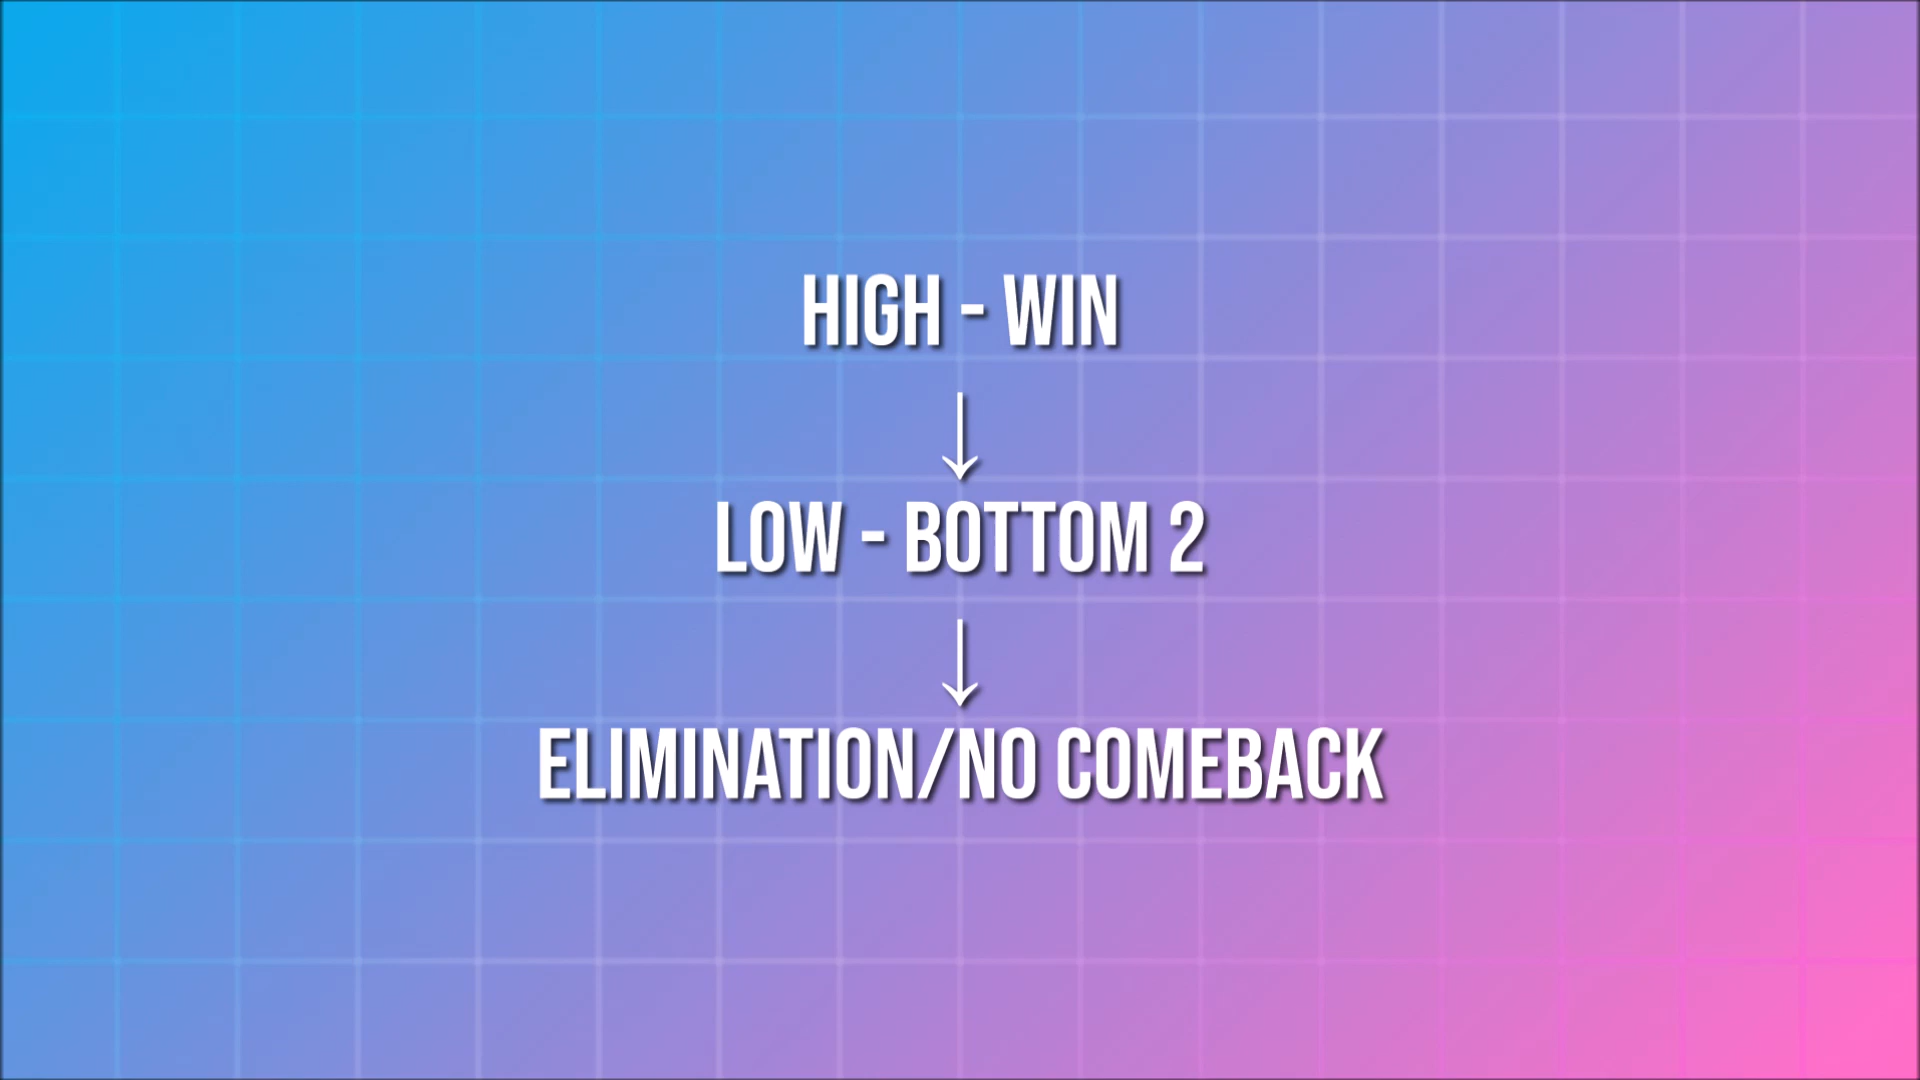 HIGH - WIN
↓
LOW - BOTTOM 2
↓
ELIMINATION/NO COMEBACK